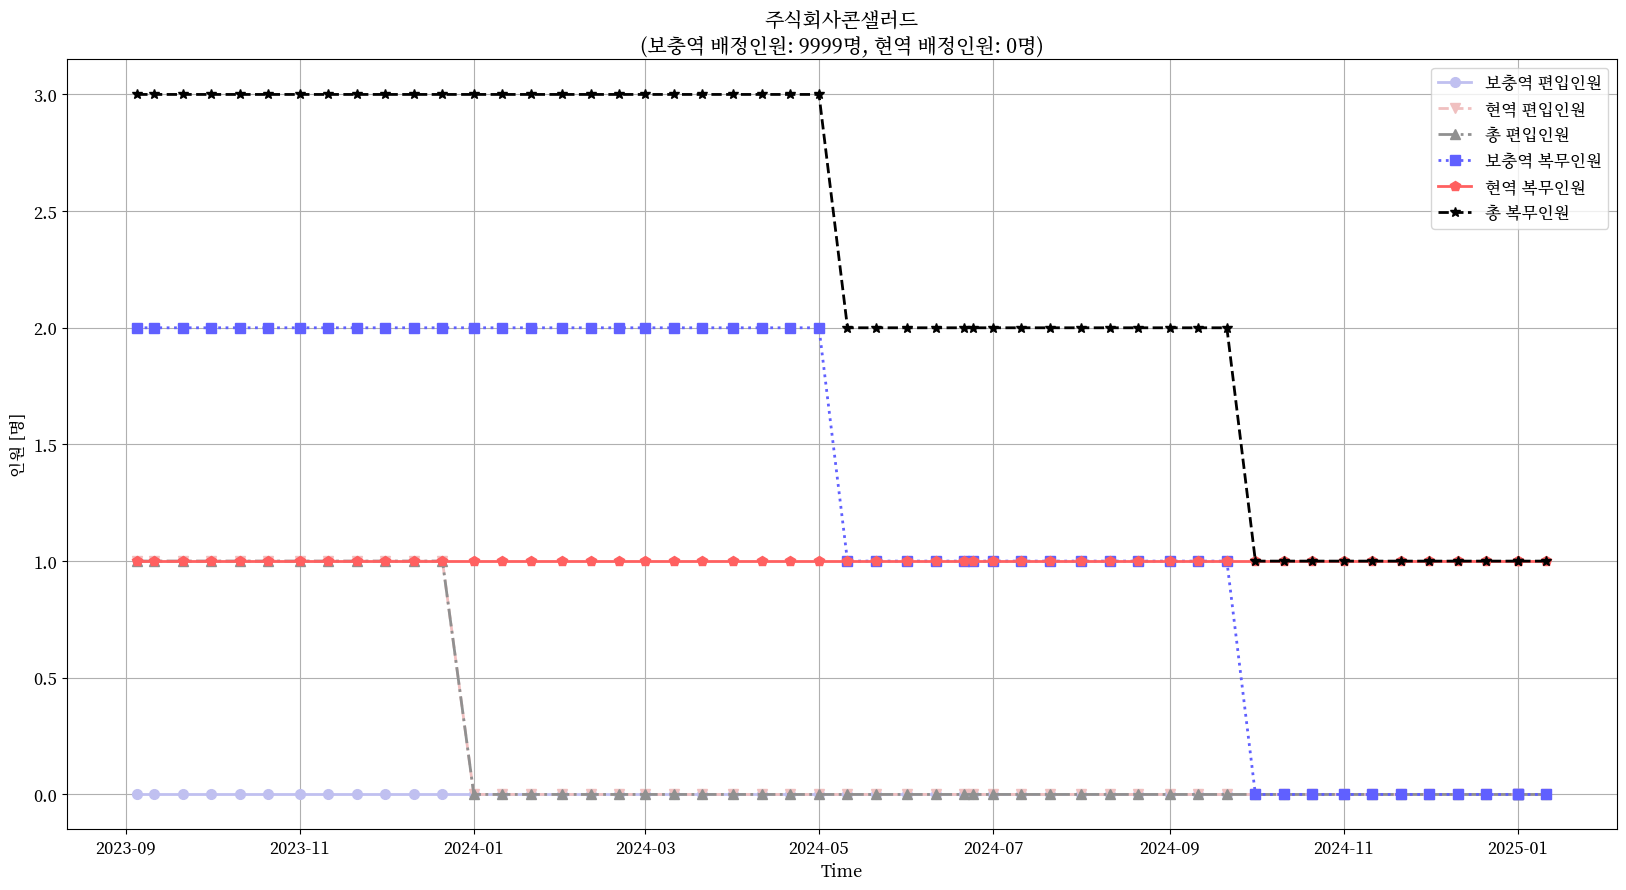 주식회사콘샐러드
(보충역 배정인원: 9999명, 현역 배정인원: 0명)
보충역 편입인원
현역 편입인원
총 편입인원
보충역 복무인원
현역 복무인원
총 복무인원
인원 [명]
3.0
2.5
2.0
1.5
1.0
0.5
0.0
2023-09
2023-11
2024-01
2024-03
2024-05
2024-07
2024-09
2024-11
2025-01
Time